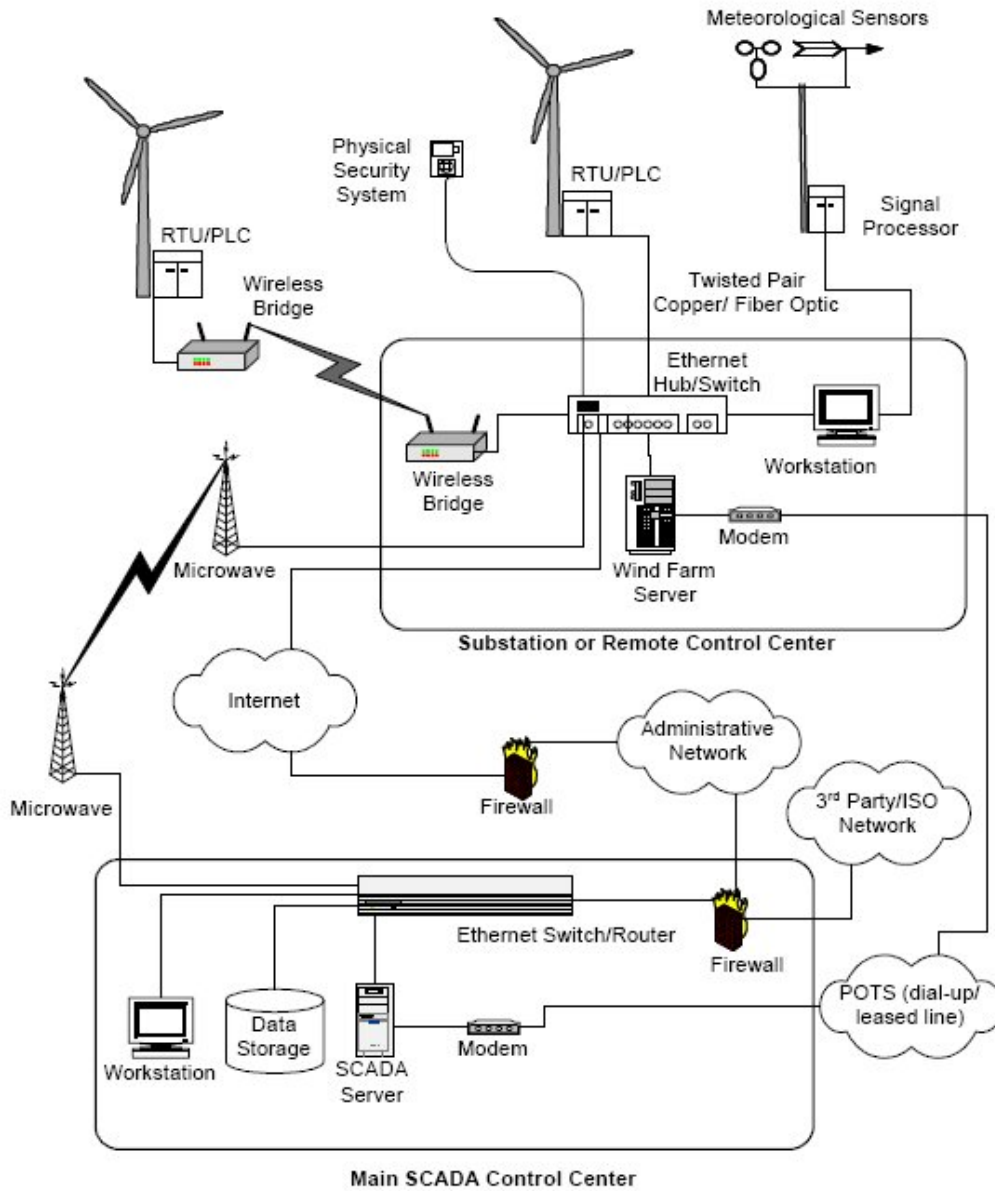 Meteorological Sensors
Physical
Security
System
RTU/PLC
Signal
Processor
RTU/PLC
Wireless
Bridge
Twisted Pair
Copper/ Fiber Optic
Ethernet
Hub/Switch
Wireless
Bridge
Workstation
Microwave
Wind Farm
Server
Modem
Substation or Remote Control Center
Internet
Administrative
Network
Microwave
Firewall
3rd Party/ISO
Network
Ethernet Switch/Router
Firewall
Workstation
Data
Storage
SCADA
Server
Modem
POTS (dial-up/
leased line)
Main SCADA Control Center